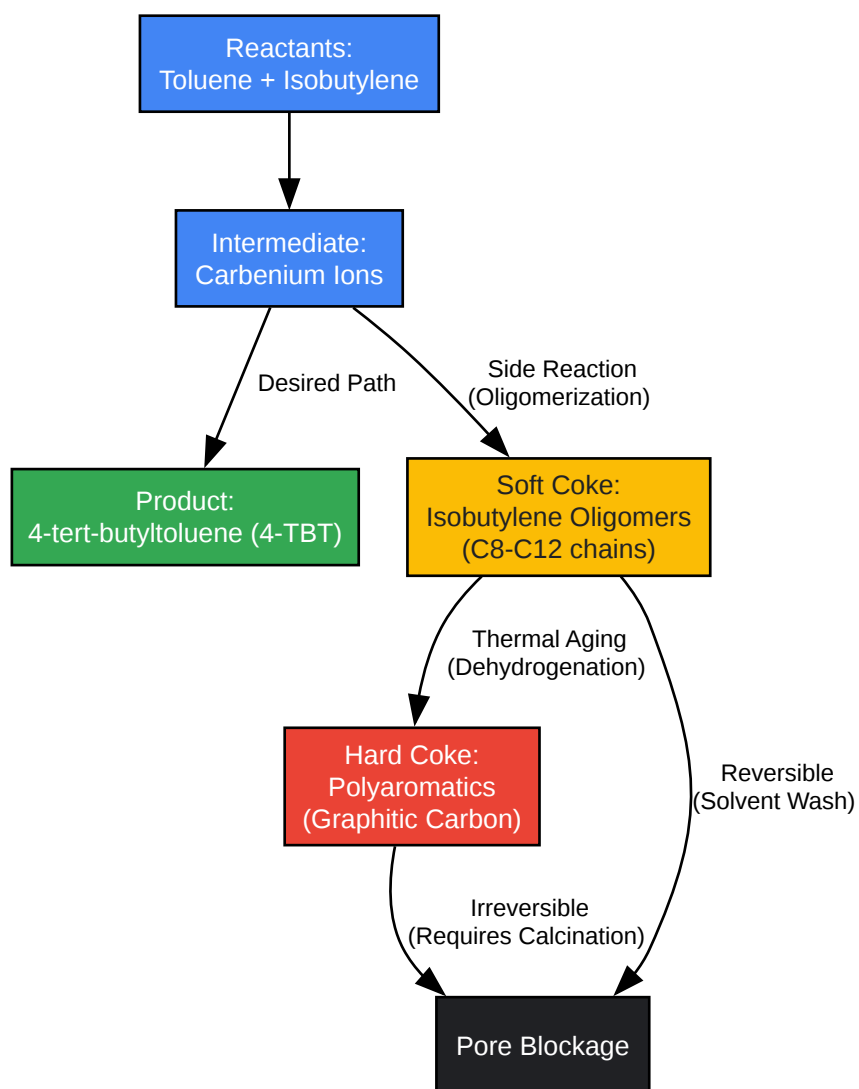 Reactants:
Toluene + Isobutylene
Intermediate:
Carbenium Ions
Desired Path
Side Reaction
(Oligomerization)
Product:
4-tert-butyltoluene (4-TBT)
Soft Coke:
Isobutylene Oligomers
(C8-C12 chains)
Thermal Aging
(Dehydrogenation)
Hard Coke:
Polyaromatics
(Graphitic Carbon)
Reversible
(Solvent Wash)
Irreversible
(Requires Calcination)
Pore Blockage